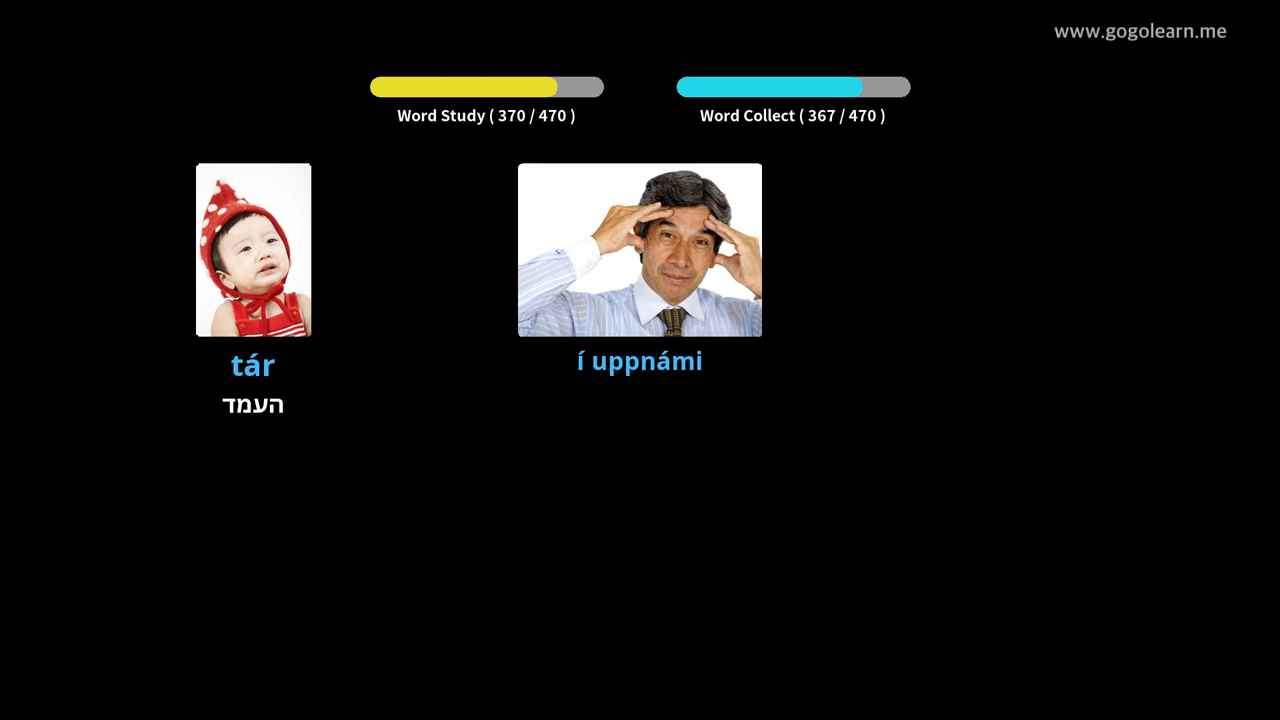 www.gogolearn.me
Word Study ( 370 / 470 )
Word Collect ( 367 / 470 )
tár
העמד
í uppnámi